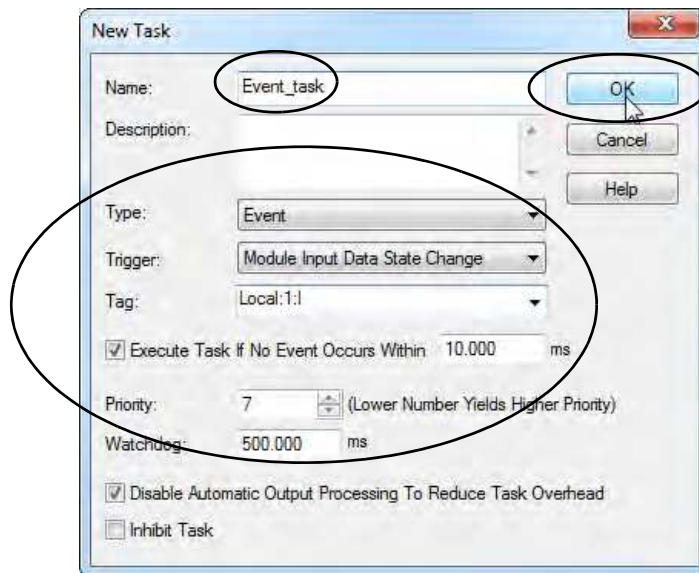 New Task
Name: Event_task OK
Description: Cancel
Help
Type: Event
Trigger: Module Input Data State Change
Tag: Local:1:I
Execute Task If No Event Occurs Within 10.000 ms
Priority: 7 (Lower Number Yields Higher Priority)
Watchdog: 500.000 ms
Disable Automatic Output Processing To Reduce Task Overhead
Inhibit Task